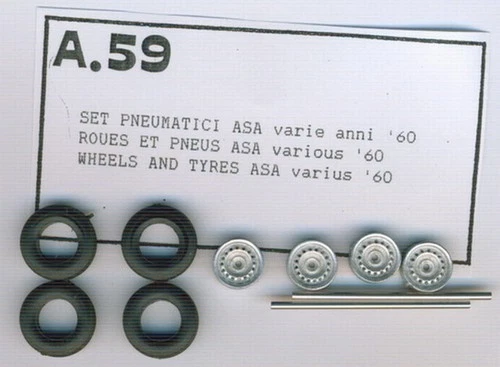 A.59
SET PNEUMATICI ASA varie anni '60
ROUES ET PNEUS ASA various '60
WHEELS AND TYRES ASA varius '60